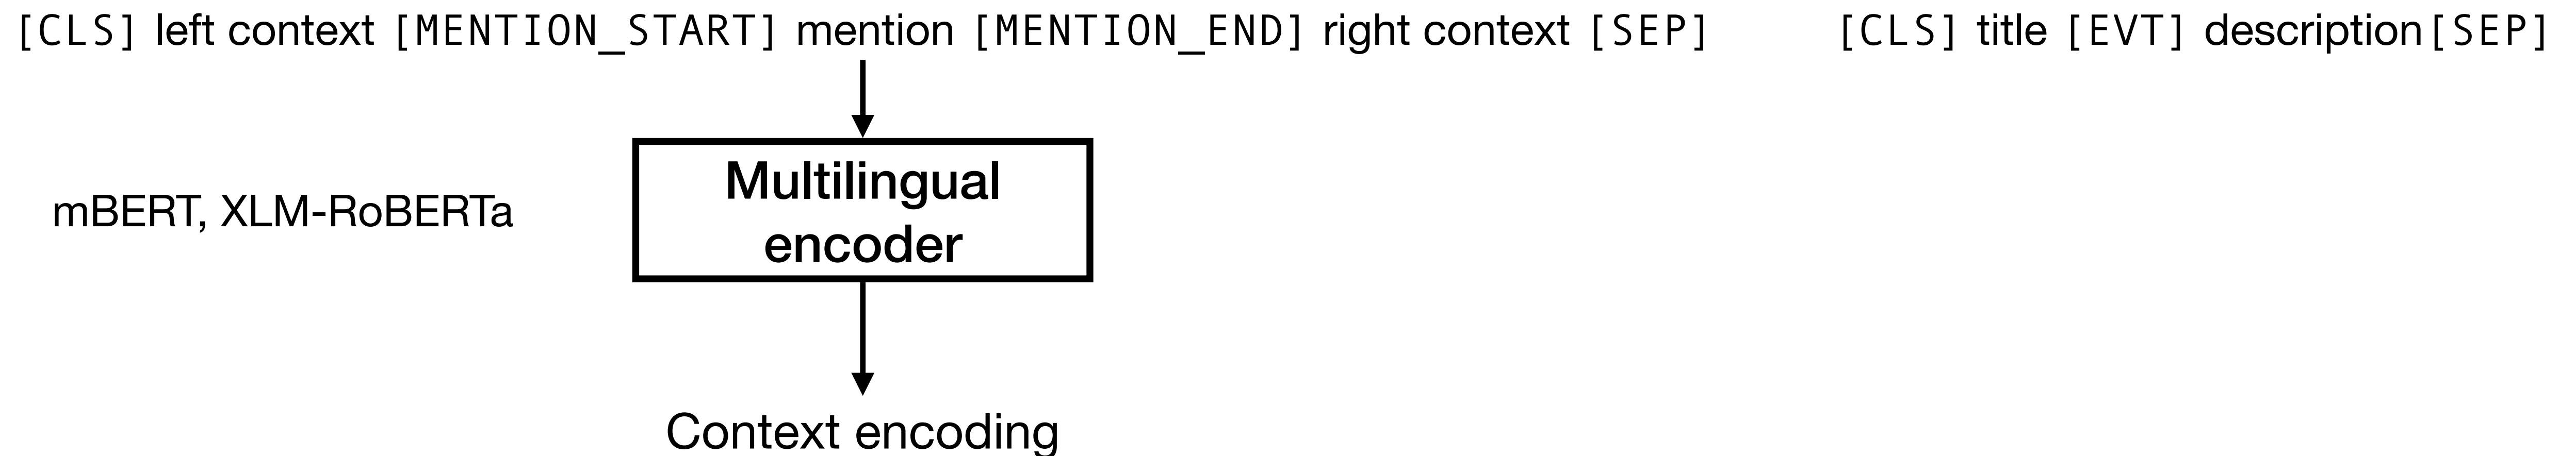 [CLS] left context [MENTION_START] mention [MENTION_END] right context [SEP]
[CLS] title [EVT] description[SEP]
mBERT, XLM-RoBERTa
Multilingual
encoder
Context encoding